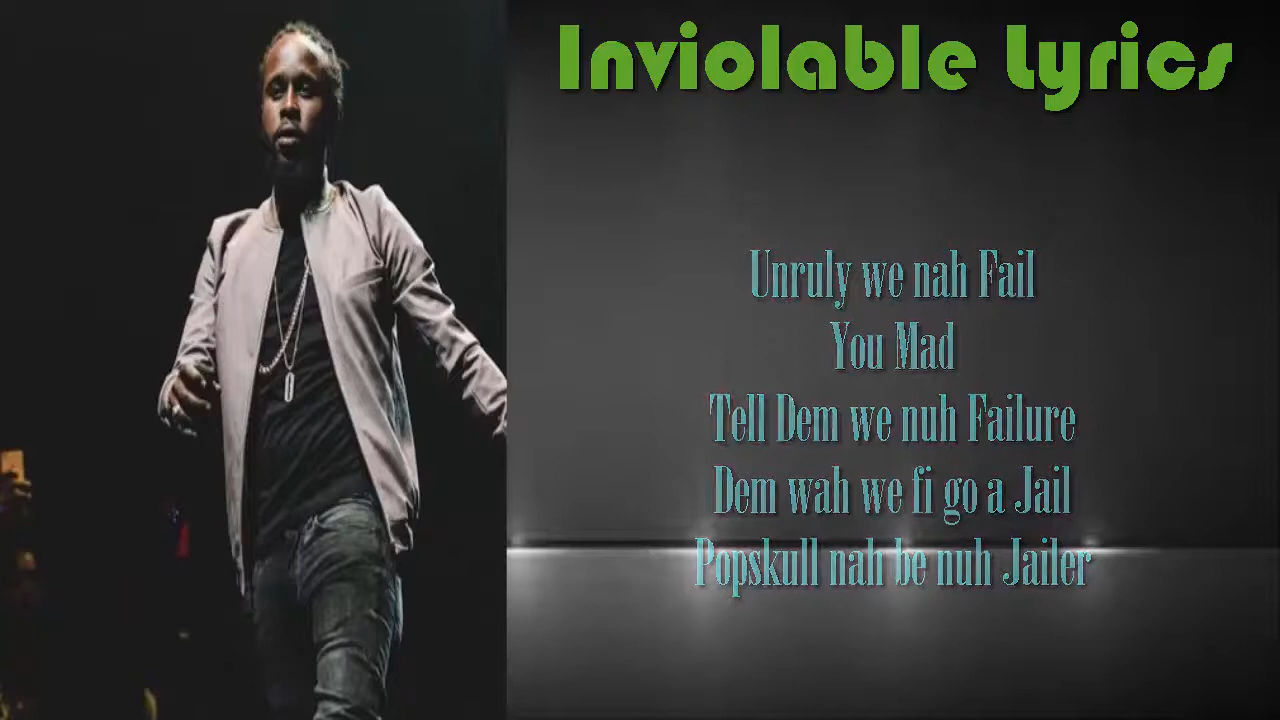 Inviolable Lyrics
Unruly we nah Fail
You Mad
Tell Dem we nuh Failure
Dem wah we fi go a Jail
Popskull nah be nuh Jailer